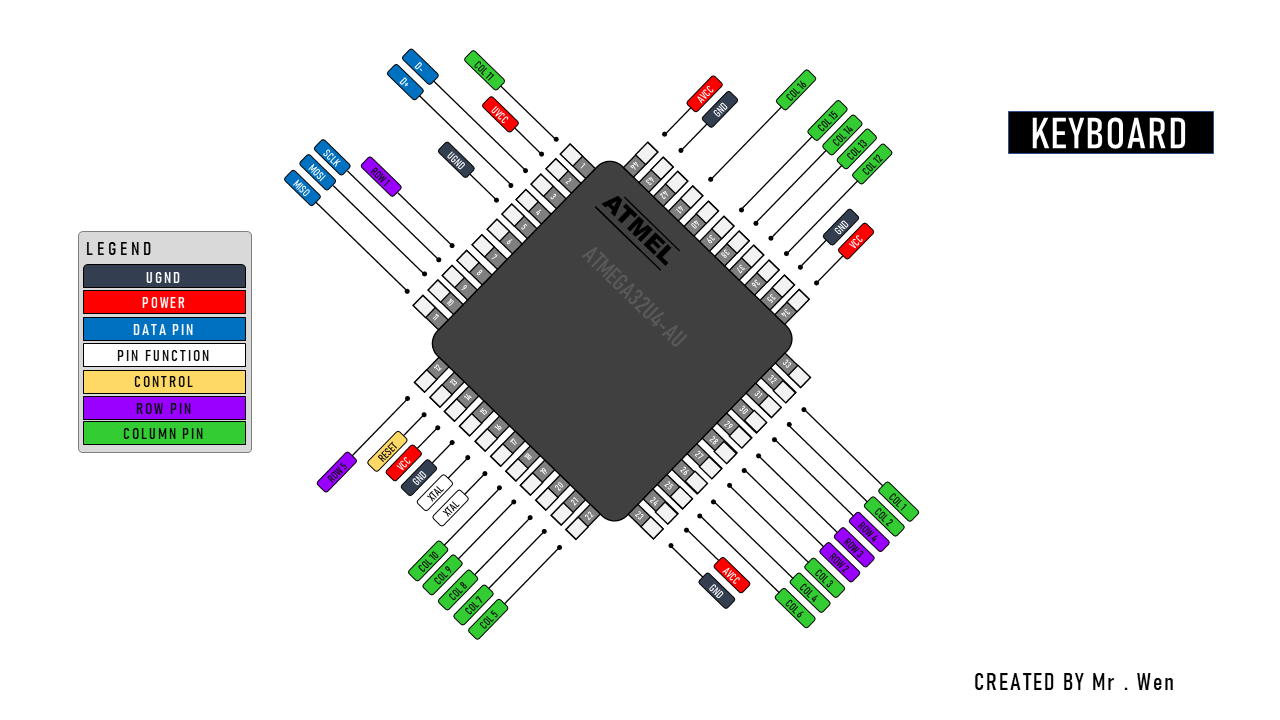 KEYBOARD
LEGEND
UGND
POWER
DATA PIN
PIN FUNCTION
CONTROL
ROW PIN
COLUMN PIN
ATMEL
ATMEGA32U4-AU
COL 11
UVCC
D-
D+
UGND
ROW 1
SCLK
MOSI
MISO
ROW 5
RESET
VCC
GND
XTAL
XTAL
COL 10
COL 9
COL 8
COL 7
COL 5
GND
AVCC
COL 6
COL 4
COL 3
ROW 2
ROW 3
ROW 4
COL 2
COL 1
VCC
GND
COL 12
COL 13
COL 14
COL 15
COL 16
GND
AVCC
1
2
3
4
5
6
7
8
9
10
11
12
13
14
15
16
17
18
19
20
21
22
23
24
25
26
27
28
29
30
31
32
33
34
35
36
37
38
39
40
41
42
43
44
CREATED BY Mr . Wen